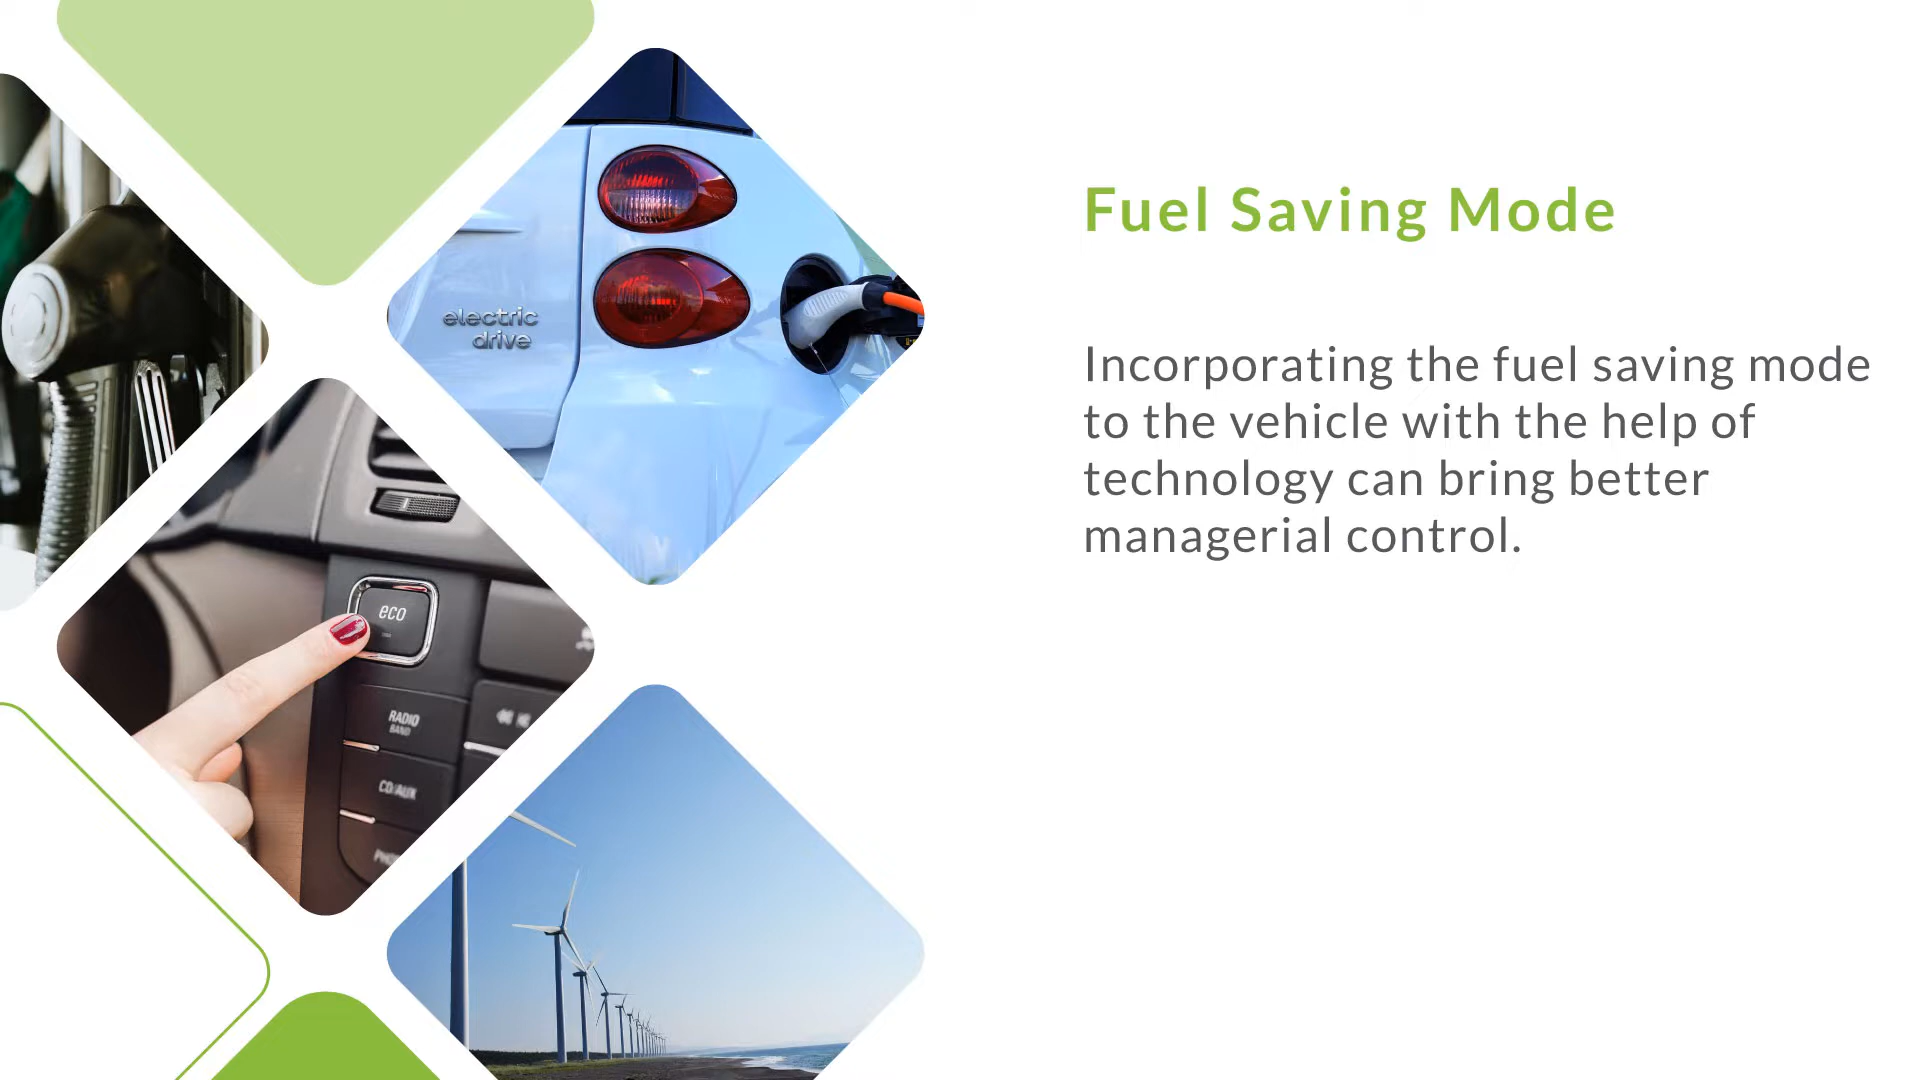 Fuel Saving Mode
Incorporating the fuel saving mode
to the vehicle with the help of
technology can bring better
managerial control.
electric
drive
eco
RADIO
BAND
CD/AUX